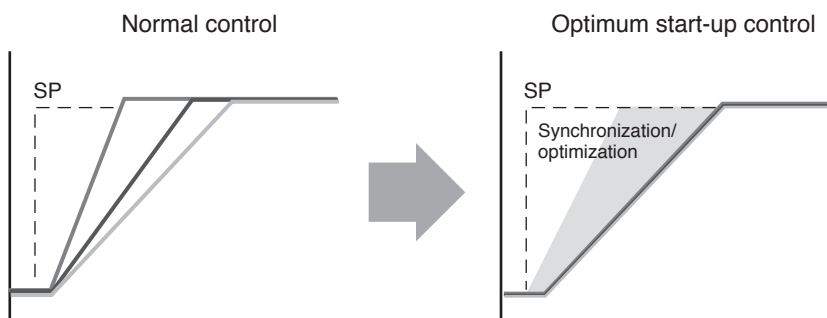 Normal control
Optimum start-up control
SP
SP
Synchronization/
optimization